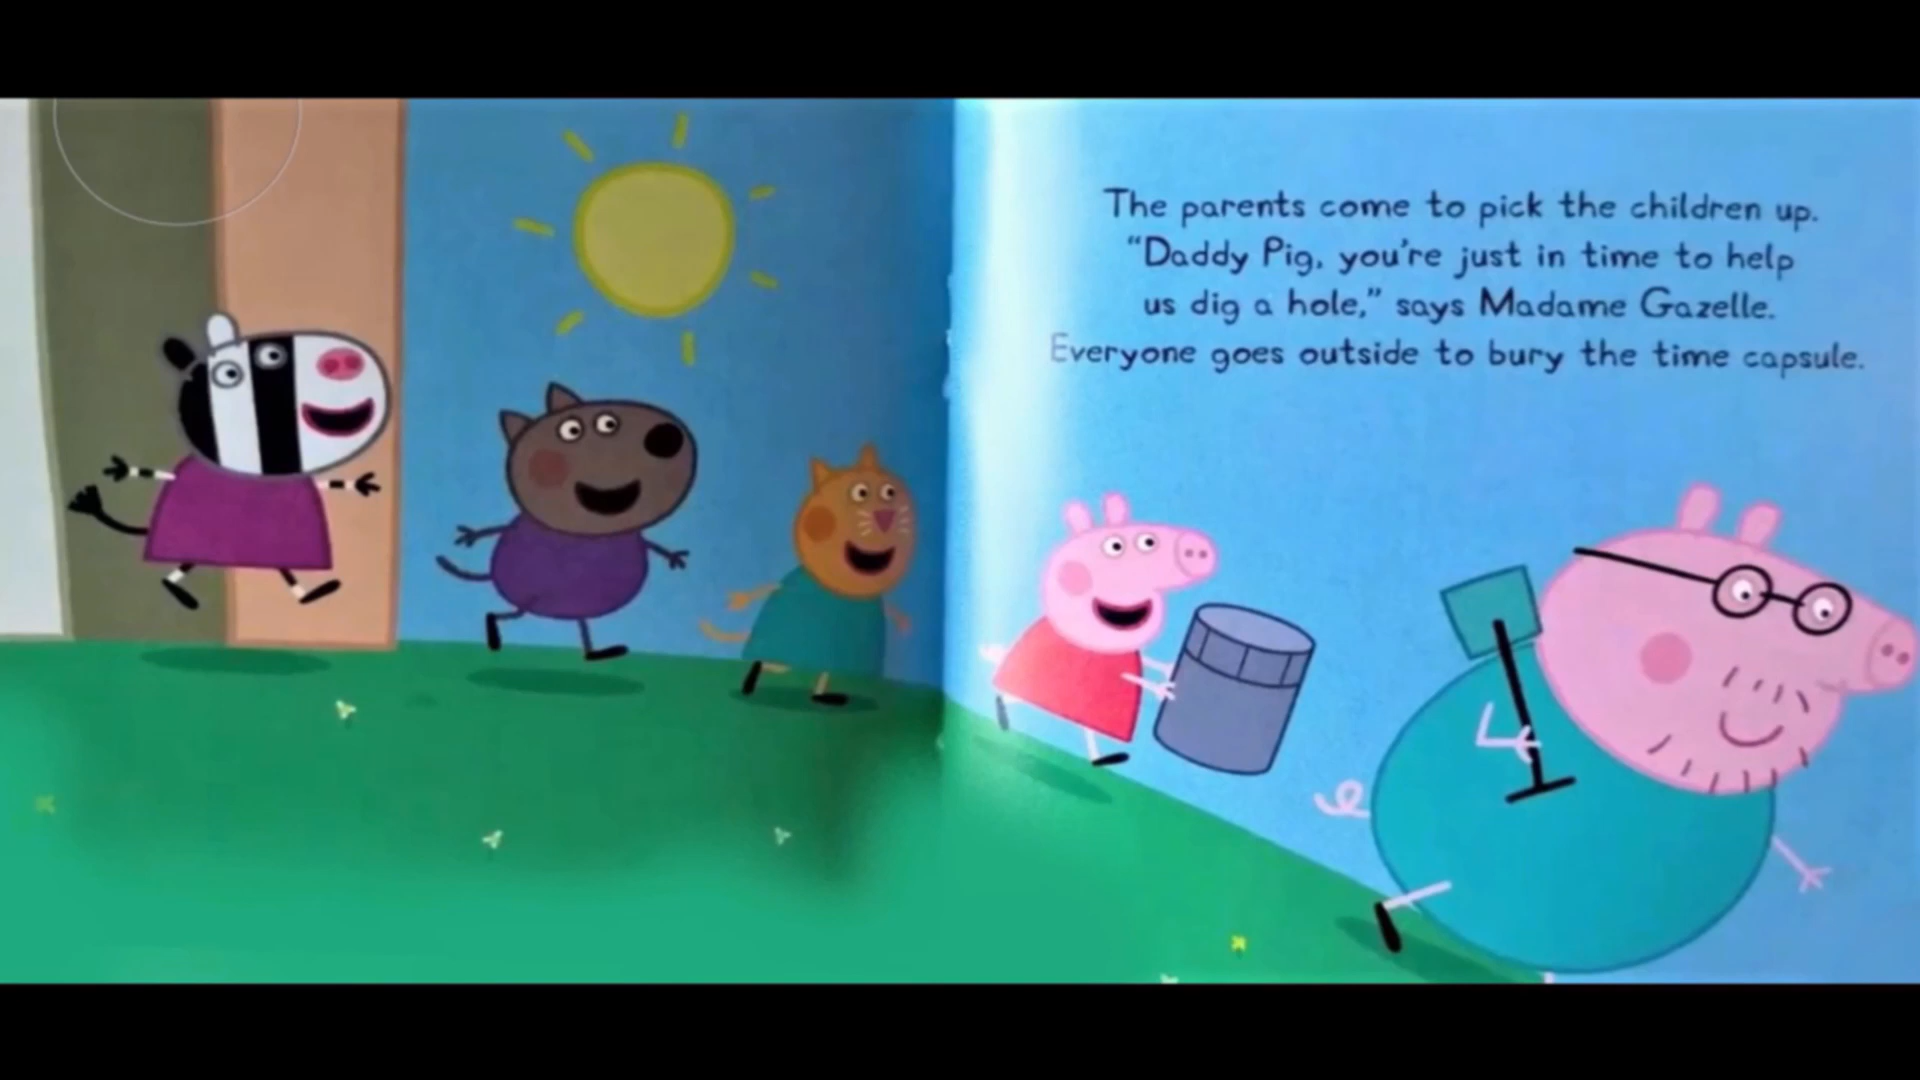 The parents come to pick the children up.
“Daddy Pig, you’re just in time to help
us dig a hole,” says Madame Gazelle.
Everyone goes outside to bury the time capsule.